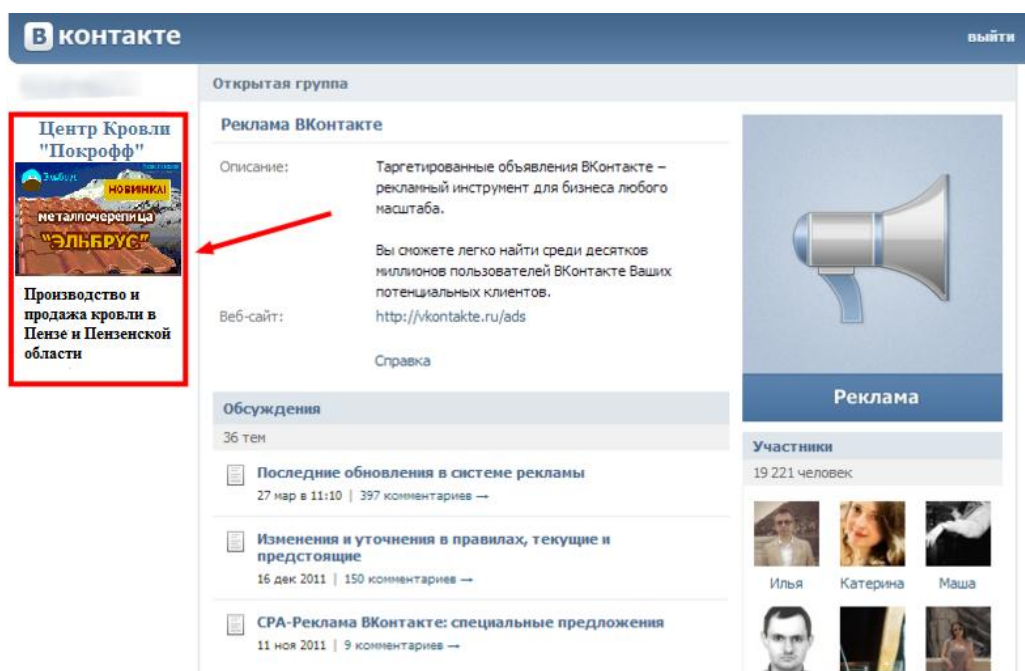 В контакте
выйти
Открытая группа
Центр Кровли
"Покрофф"
Эльбрус
НОВИНКА!
металлочерепица
"ЭЛЬБРУС"
Производство и
продажа кровли в
Пензе и Пензенской
области
Реклама ВКонтакте
Описание:
Таргетированные объявления ВКонтакте –
рекламный инструмент для бизнеса любого
масштаба.
Вы сможете легко найти среди десятков
миллионов пользователей ВКонтакте Ваших
потенциальных клиентов.
Веб-сайт:
http://vkontakte.ru/ads
Справка
Обсуждения
36 тем
Последние обновления в системе рекламы
27 мар в 11:10 | 397 комментариев →
Изменения и уточнения в правилах, текущие и
предстоящие
16 дек 2011 | 150 комментариев →
CPA-Реклама ВКонтакте: специальные предложения
11 ноя 2011 | 9 комментариев →
Реклама
Участники
19 221 человек
Илья
Катерина
Маша